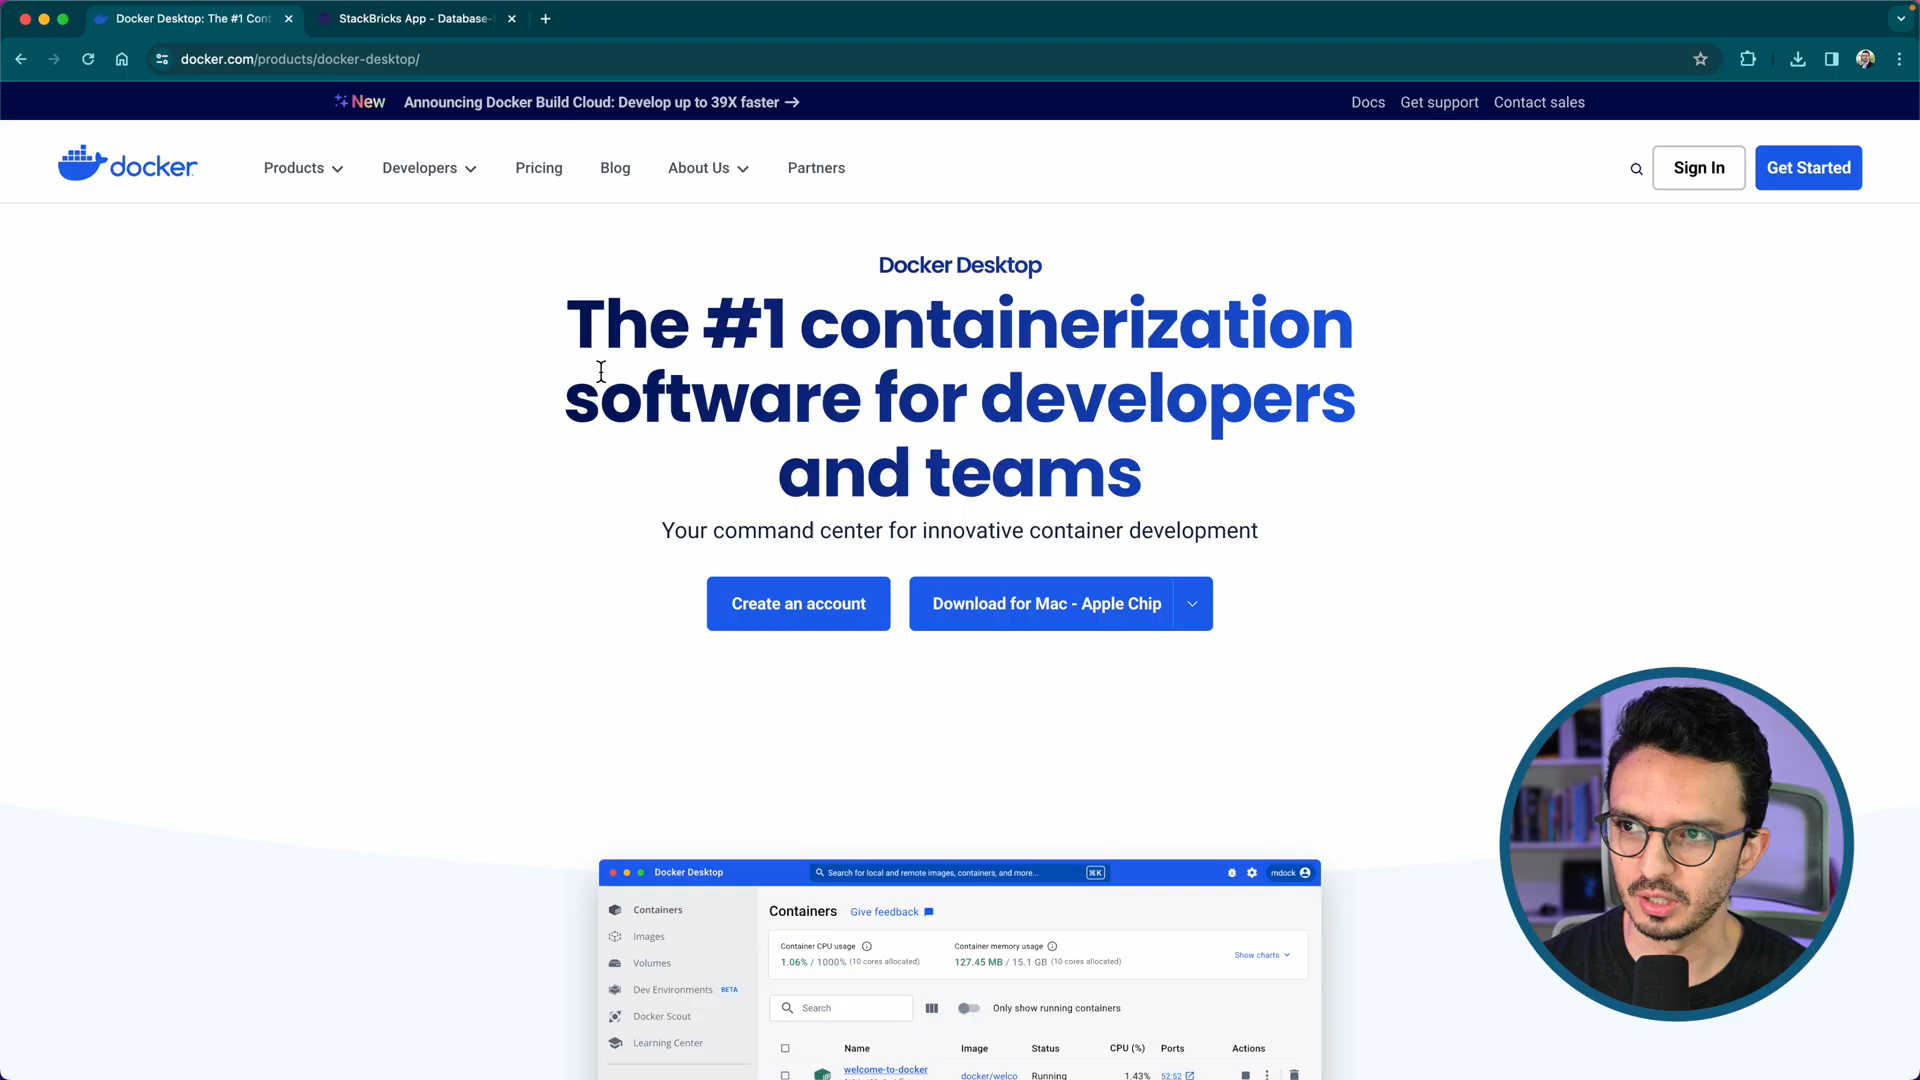 Docker Desktop: The #1 Cont
StackBricks App - Database-
docker.com/products/docker-desktop/
New Announcing Docker Build Cloud: Develop up to 39X faster →
Docs Get support Contact sales
docker
Products Developers Pricing Blog About Us Partners
Sign In Get Started
Docker Desktop
The #1 containerization
software for developers
and teams
Your command center for innovative container development
Create an account
Download for Mac - Apple Chip
Docker Desktop
Search for local and remote images, containers, and more...
⌘K
mdock
Containers
Images
Volumes
Dev Environments BETA
Docker Scout
Learning Center
Containers Give feedback
Container CPU usage
1.06% / 1000% (10 cores allocated)
Container memory usage
127.45 MB / 15.1 GB (10 cores allocated)
Show charts
Search
Only show running containers
Name Image Status CPU (%) Ports Actions
welcome-to-docker docker/welco Running 1.43% 52:52